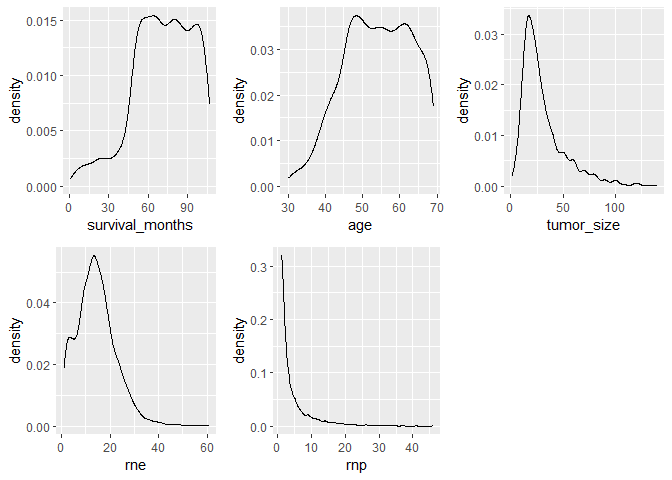 density
0.015
0.010
0.005
0.000
0 30 60 90
survival_months
density
0.03
0.02
0.01
0.00
30 40 50 60 70
age
density
0.03
0.02
0.01
0.00
0 50 100
tumor_size
density
0.04
0.02
0.00
0 20 40 60
rne
density
0.3
0.2
0.1
0.0
0 10 20 30 40
rnp